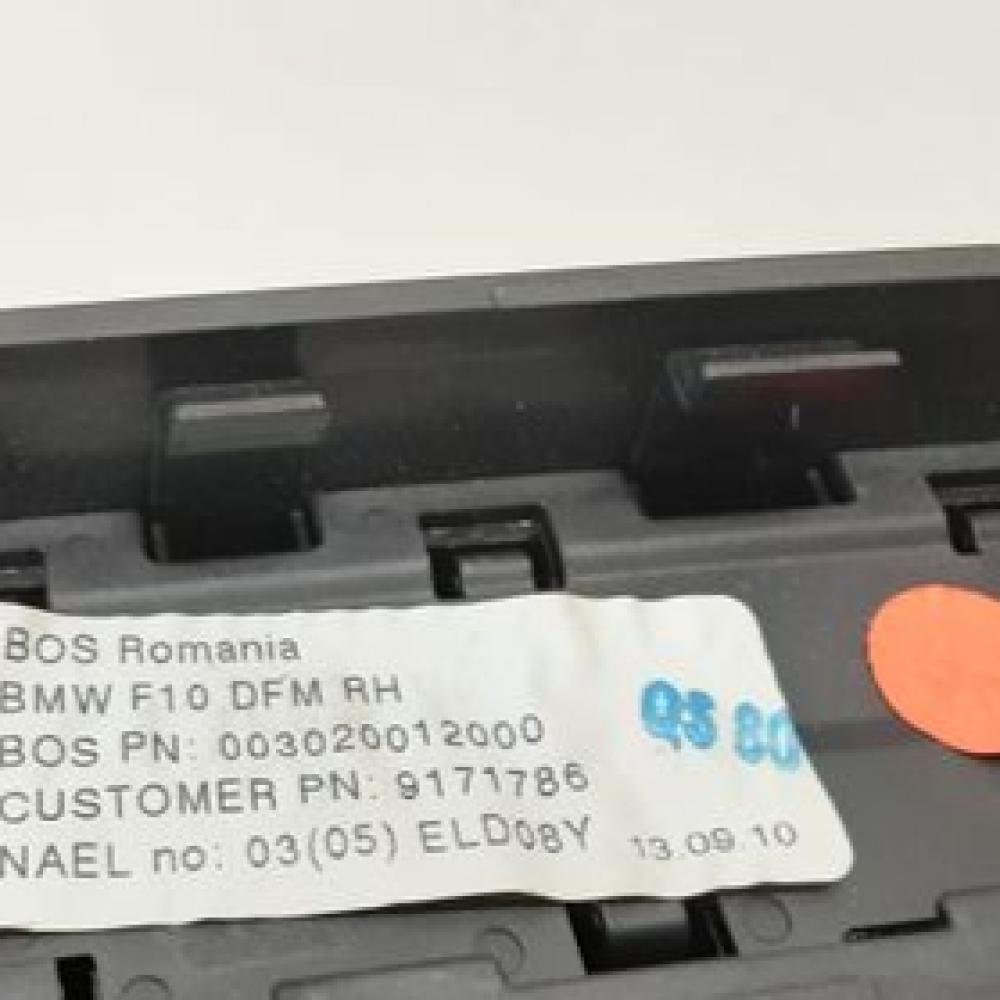 BOS Romania
BMW F10 DFM RH
BOS PN: 003020012000
CUSTOMER PN: 9171786
NAEL no: 03(05) ELD08Y 13.09.10
80